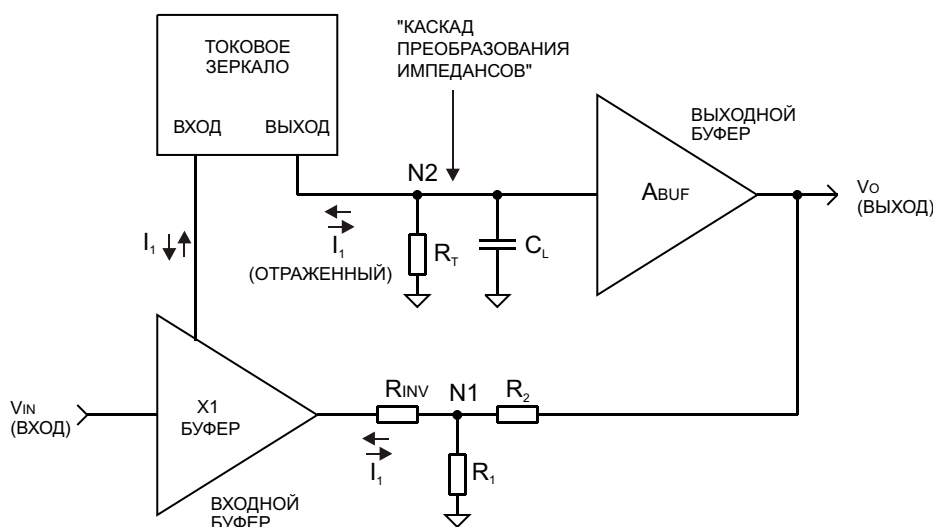 ТОКОВОЕ
ЗЕРКАЛО
ВХОД
ВЫХОД
"КАСКАД
ПРЕОБРАЗОВАНИЯ
ИМПЕДАНСОВ"
ВЫХОДНОЙ
БУФЕР
N2
ABUF
VO
(ВЫХОД)
I1
I1
(ОТРАЖЕННЫЙ)
RT
CL
VIN
(ВХОД)
X1
БУФЕР
RINV
N1
R2
I1
R1
ВХОДНОЙ
БУФЕР